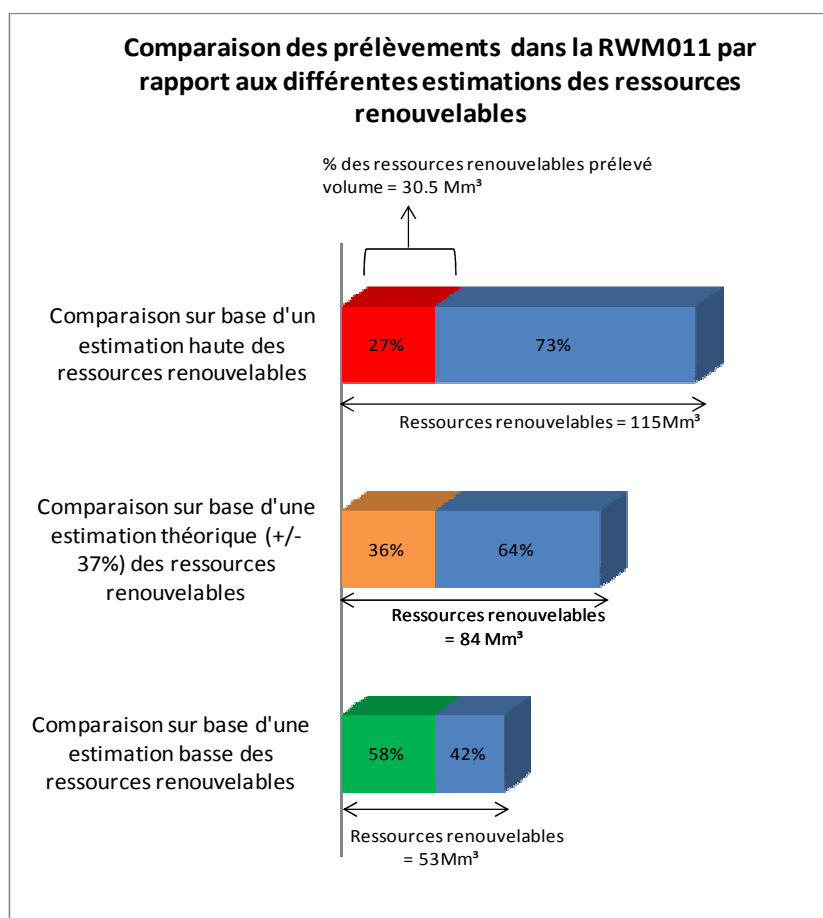 Comparaison des prélèvements dans la RWM011 par
rapport aux différentes estimations des ressources
renouvelables
% des ressources renouvelables prélevé
volume = 30.5 Mm³
Comparaison sur base d'un
estimation haute des
ressources renouvelables
27%
73%
Ressources renouvelables = 115Mm³
Comparaison sur base d'une
estimation théorique (+/-
37%) des ressources
renouvelables
36%
64%
Ressources renouvelables
= 84 Mm³
Comparaison sur base d'une
estimation basse des
ressources renouvelables
58%
42%
Ressources renouvelables
= 53Mm³